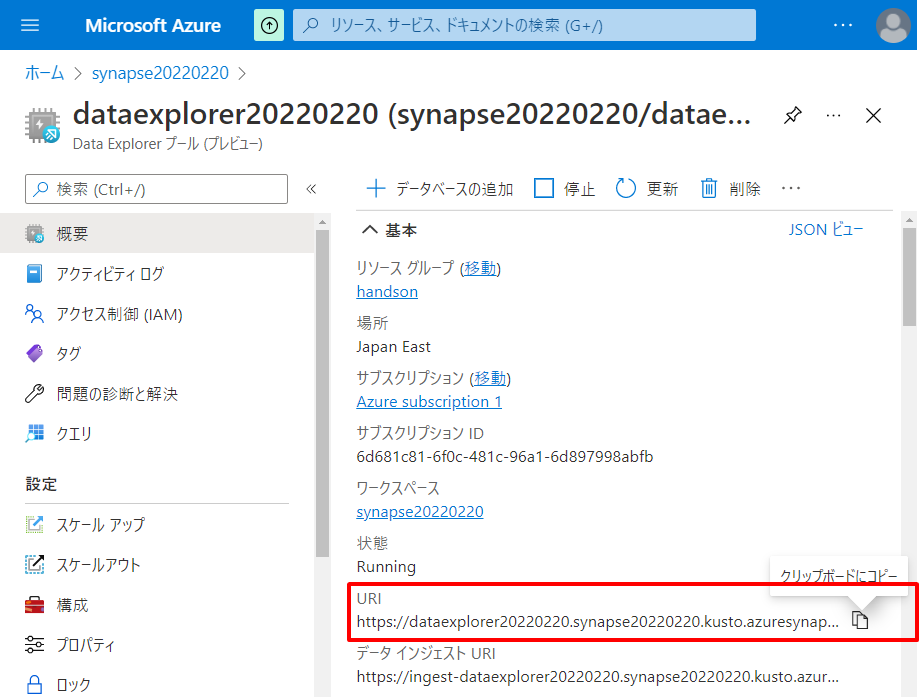 Microsoft Azure
リソース、サービス、ドキュメントの検索 (G+/)
ホーム > synapse20220220 >
dataexplorer20220220 (synapse20220220/datae...
Data Explorer プール (プレビュー)
検索 (Ctrl+/)
概要
アクティビティ ログ
アクセス制御 (IAM)
タグ
問題の診断と解決
クエリ
設定
スケール アップ
スケールアウト
構成
プロパティ
ロック
データベースの追加 停止 更新 削除
基本
JSON ビュー
リソース グループ (移動)
handson
場所
Japan East
サブスクリプション (移動)
Azure subscription 1
サブスクリプション ID
6d681c81-6f0c-481c-96a1-6d897998abfb
ワークスペース
synapse20220220
状態
Running
クリップボードにコピー
URI
https://dataexplorer20220220.synapse20220220.kusto.azuresynap...
データ インジェスト URI
https://ingest-dataexplorer20220220.synapse20220220.kusto.azur...